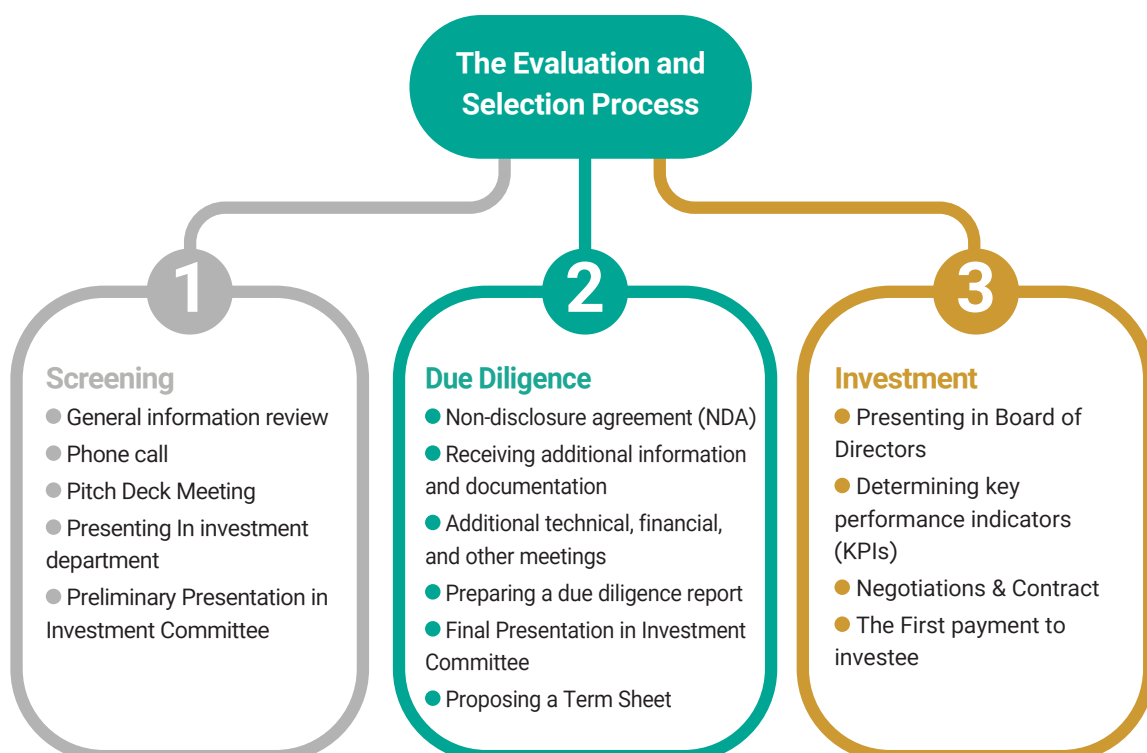 The Evaluation and
Selection Process
1
Screening
● General information review
● Phone call
● Pitch Deck Meeting
● Presenting In investment
department
● Preliminary Presentation in
Investment Committee
2
Due Diligence
● Non-disclosure agreement (NDA)
● Receiving additional information
and documentation
● Additional technical, financial,
and other meetings
● Preparing a due diligence report
● Final Presentation in Investment
Committee
● Proposing a Term Sheet
3
Investment
● Presenting in Board of
Directors
● Determining key
performance indicators
(KPIs)
● Negotiations & Contract
● The First payment to
investee